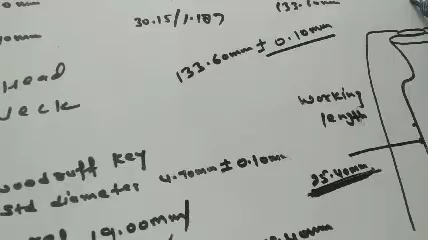 30.15/1.187
133.60mm ± 0.10mm
Head
Neck
working
length
woodruff key
4.90mm ± 0.10mm
std diameter
25.40mm
19.00mm